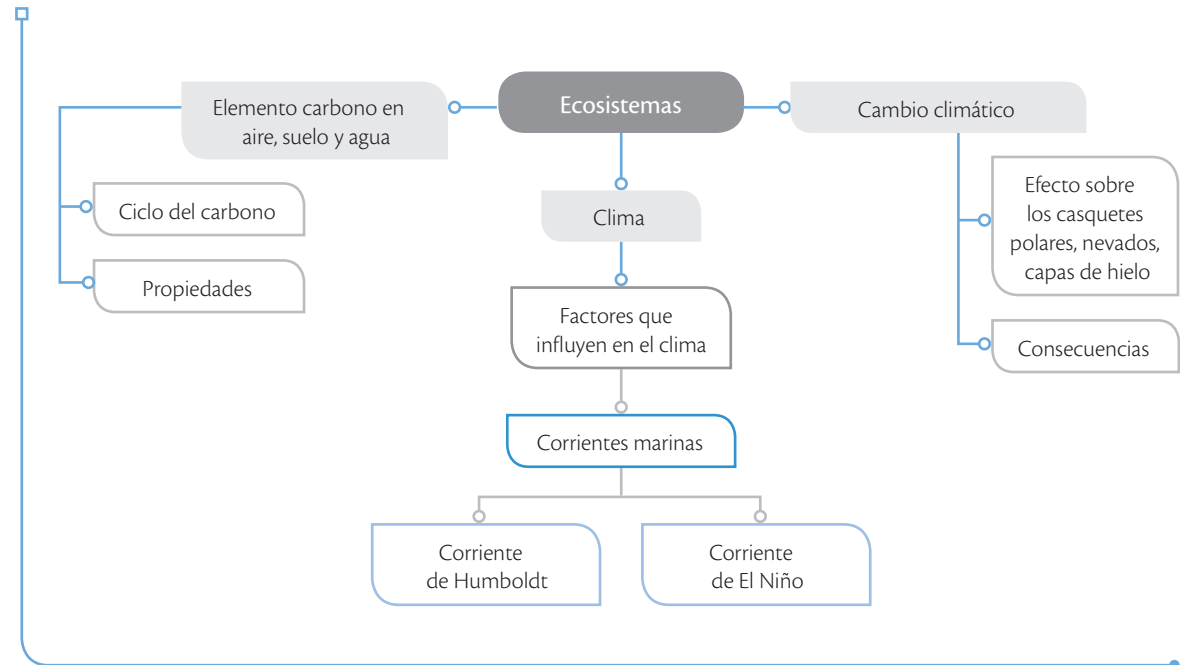 Ecosistemas
Elemento carbono en
aire, suelo y agua
Ciclo del carbono
Propiedades
Clima
Factores que
influyen en el clima
Corrientes marinas
Corriente
de Humboldt
Corriente
de El Niño
Cambio climático
Efecto sobre
los casquetes
polares, nevados,
capas de hielo
Consecuencias